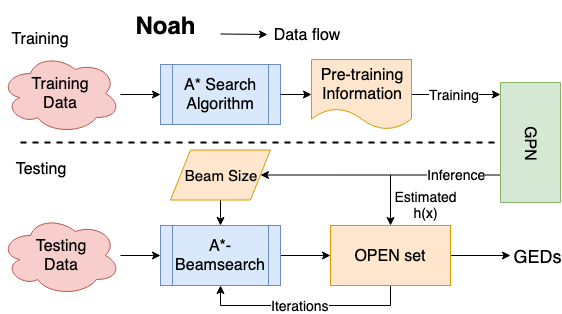 Noah
Data flow
Training
Training
Data
A* Search
Algorithm
Pre-training
Information
Training
GPN
Testing
Beam Size
Inference
Estimated
h(x)
Testing
Data
A*-
Beamsearch
OPEN set
GEDs
Iterations